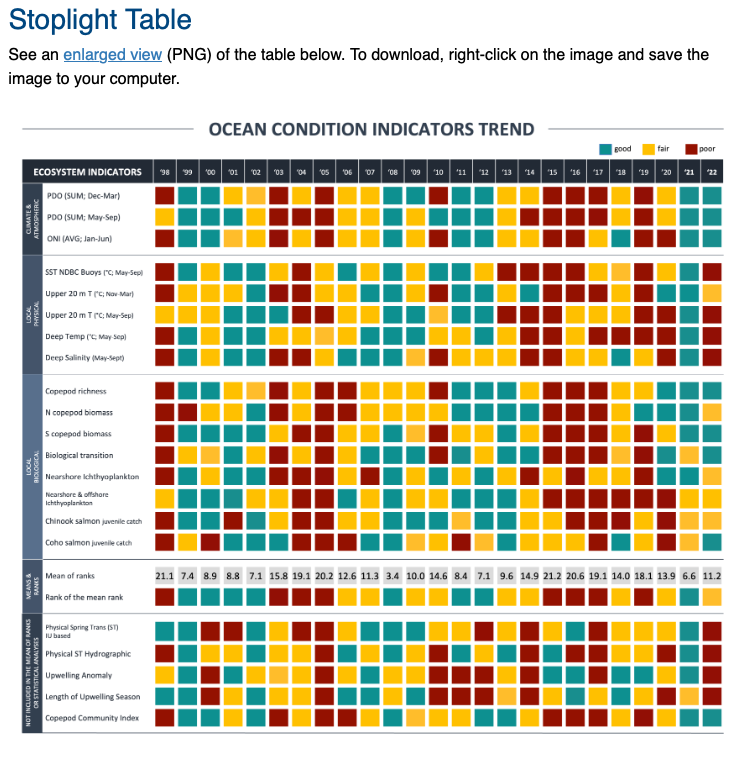 Stoplight Table
See an enlarged view (PNG) of the table below. To download, right-click on the image and save the
image to your computer.
OCEAN CONDITION INDICATORS TREND
good fair poor
ECOSYSTEM INDICATORS '98 '99 '00 '01 '02 '03 '04 '05 '06 '07 '08 '09 '10 '11 '12 '13 '14 '15 '16 '17 '18 '19 '20 '21 '22
CLIMATE &
ATMOSPHERIC
PDO (SUM; Dec-Mar)
PDO (SUM; May-Sep)
ONI (AVG; Jan-Jun)
LOCAL
PHYSICAL
SST NDBC Buoys (°C; May-Sep)
Upper 20 m T (°C; Nov-Mar)
Upper 20 m T (°C; May-Sep)
Deep Temp (°C; May-Sep)
Deep Salinity (May-Sept)
LOCAL
BIOLOGICAL
Copepod richness
N copepod biomass
S copepod biomass
Biological transition
Nearshore Ichthyoplankton
Nearshore & offshore
Ichthyoplankton
Chinook salmon juvenile catch
Coho salmon juvenile catch
MEANS &
RANKS
Mean of ranks 21.1 7.4 8.9 8.8 7.1 15.8 19.1 20.2 12.6 11.3 3.4 10.0 14.6 8.4 7.1 9.6 14.9 21.2 20.6 19.1 14.0 18.1 13.9 6.6 11.2
Rank of the mean rank
NOT INCLUDED IN THE MEAN OF RANKS
OR STATISTICAL ANALYSES
Physical Spring Trans (ST)
IU based
Physical ST Hydrographic
Upwelling Anomaly
Length of Upwelling Season
Copepod Community Index